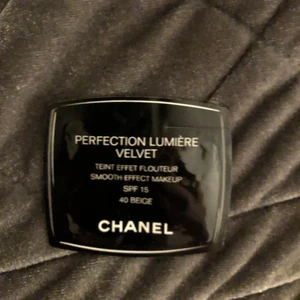 PERFECTION LUMIÈRE
VELVET
TEINT EFFET FLOUTEUR
SMOOTH EFFECT MAKEUP
SPF 15
40 BEIGE
CHANEL